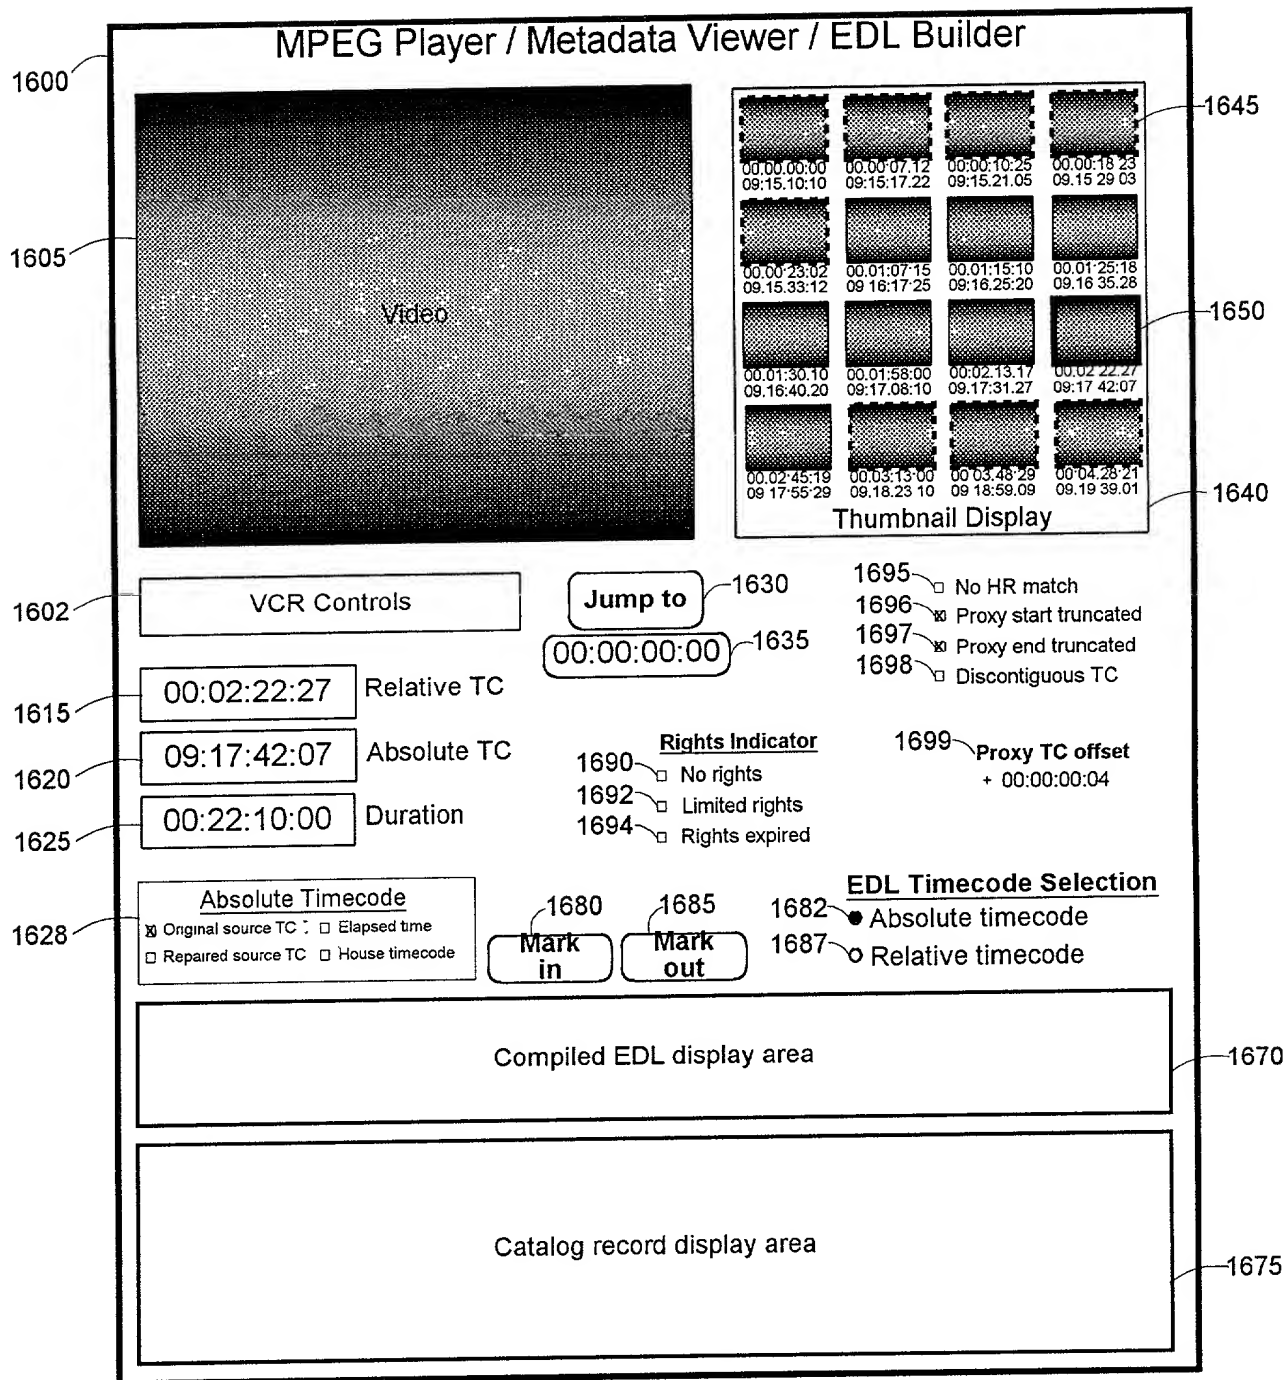 MPEG Player / Metadata Viewer / EDL Builder
1600
1605
Video
1645
00.00.00:00 00.00:07.12 00:00:10:25 00.00:18 23
09:15.10:10 09:15:17.22 09:15.21.05 09.15 29 03
00.00:23:02 00.01:07:15 00.01:15:10 00.01:25:18
09.15.33:12 09 16:17:25 09.16.25:20 09.16 35.28
1650
00.01:30.10 00.01:58:00 00:02.13.17 00:02 22.27
09.16:40.20 09:17.08:10 09.17:31.27 09:17 42:07
00.02:45:19 00:03:13:00 00 03.48:29 00:04.28:21
09 17:55:29 09.18.23 10 09 18:59.09 09.19 39.01
Thumbnail Display
1640
1602
VCR Controls
Jump to
1630
00:00:00:00
1635
1695 No HR match
1696 Proxy start truncated
1697 Proxy end truncated
1698 Discontiguous TC
1615
00:02:22:27 Relative TC
1620
09:17:42:07 Absolute TC
1625
00:22:10:00 Duration
Rights Indicator
1690 No rights
1692 Limited rights
1694 Rights expired
1699
Proxy TC offset
+ 00:00:00:04
1628
Absolute Timecode
Original source TC Elapsed time
Repaired source TC House timecode
1680
Mark
in
1685
Mark
out
EDL Timecode Selection
1682 Absolute timecode
1687 Relative timecode
Compiled EDL display area
1670
Catalog record display area
1675